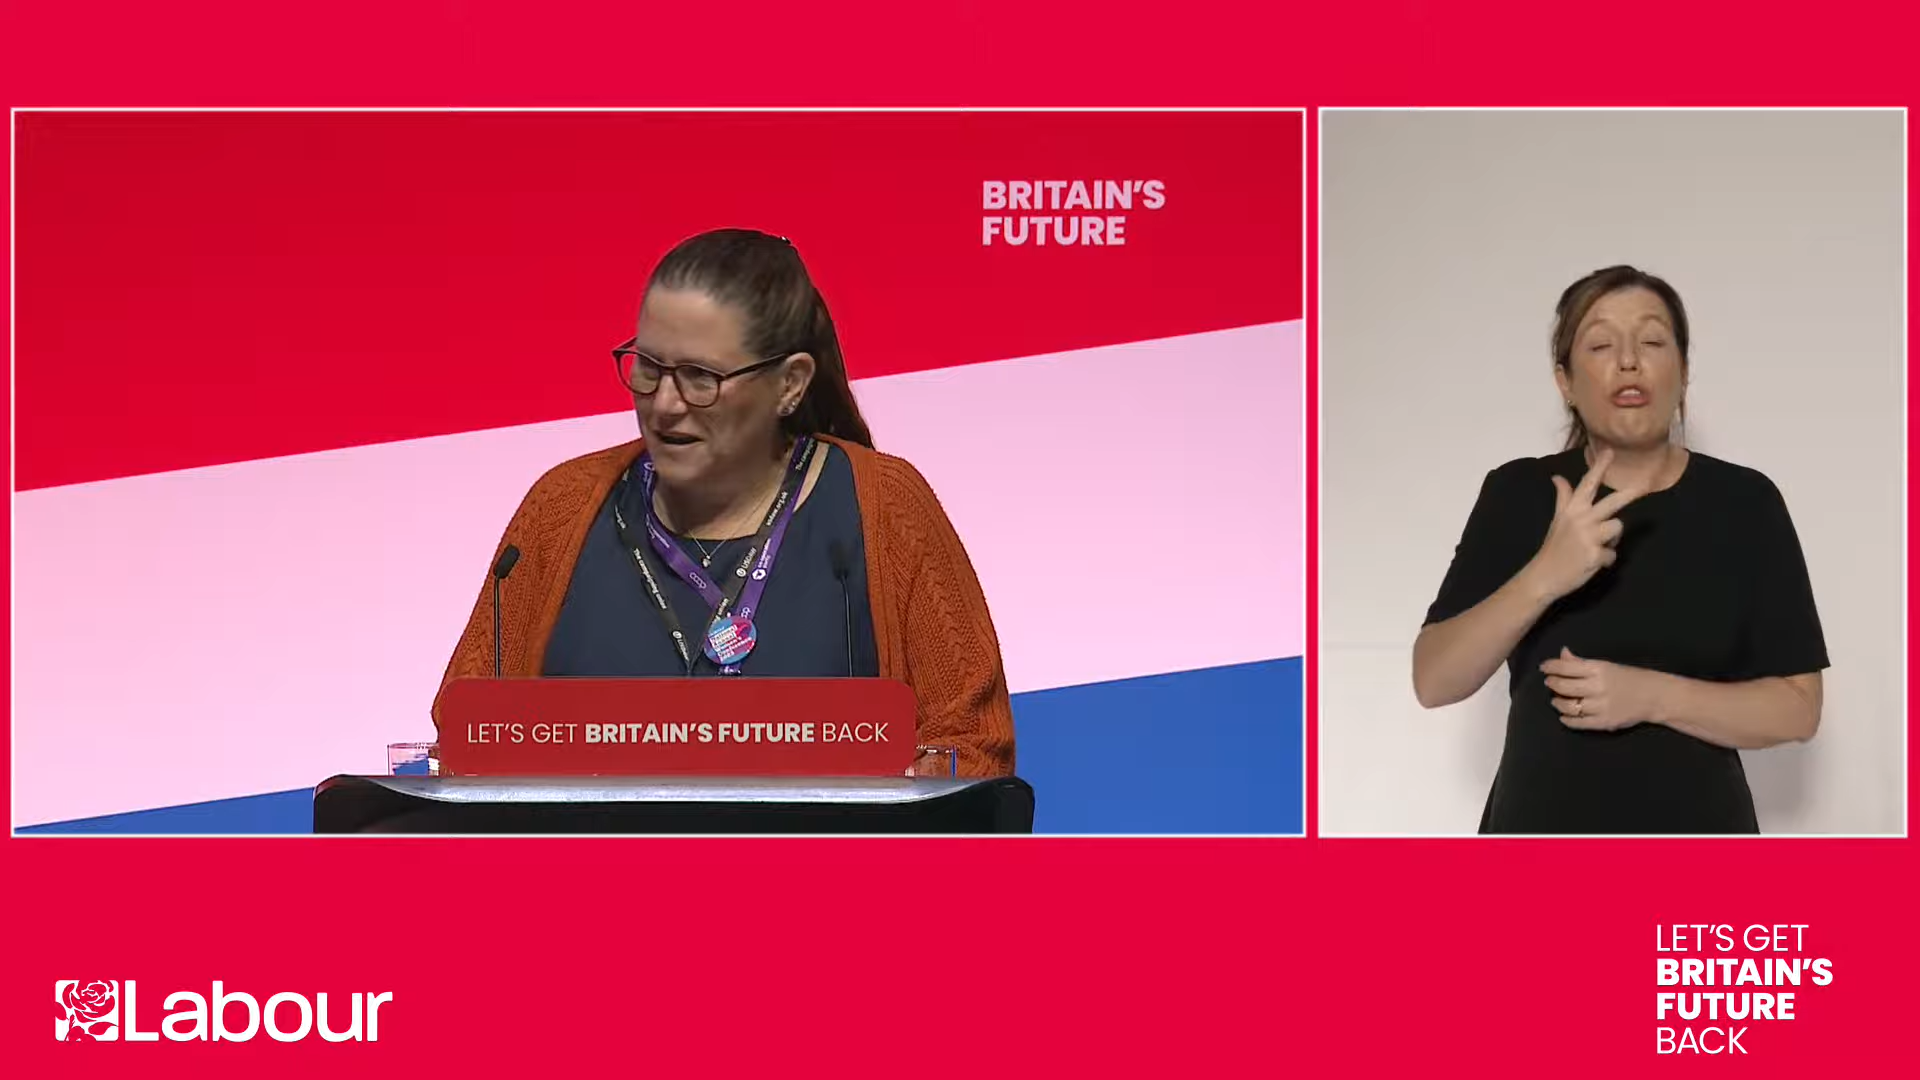 BRITAIN'S
FUTURE
LET'S GET BRITAIN'S FUTURE BACK
Labour
LET'S GET
BRITAIN'S
FUTURE
BACK